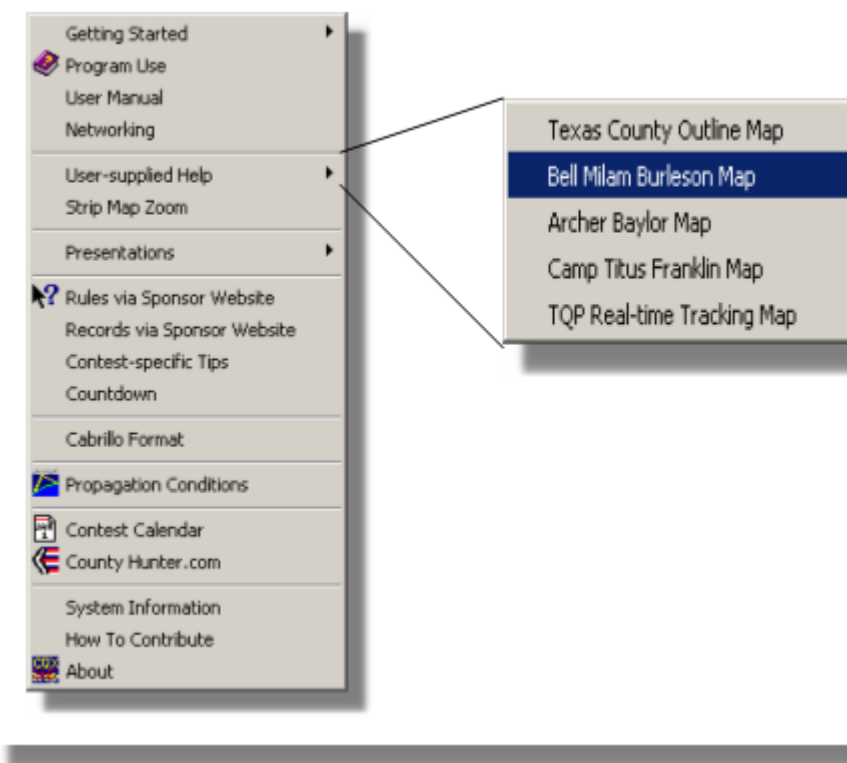 Getting Started
Program Use
User Manual
Networking
User-supplied Help
Strip Map Zoom
Presentations
Rules via Sponsor Website
Records via Sponsor Website
Contest-specific Tips
Countdown
Cabrillo Format
Propagation Conditions
Contest Calendar
County Hunter.com
System Information
How To Contribute
About
Texas County Outline Map
Bell Milam Burleson Map
Archer Baylor Map
Camp Titus Franklin Map
TQP Real-time Tracking Map